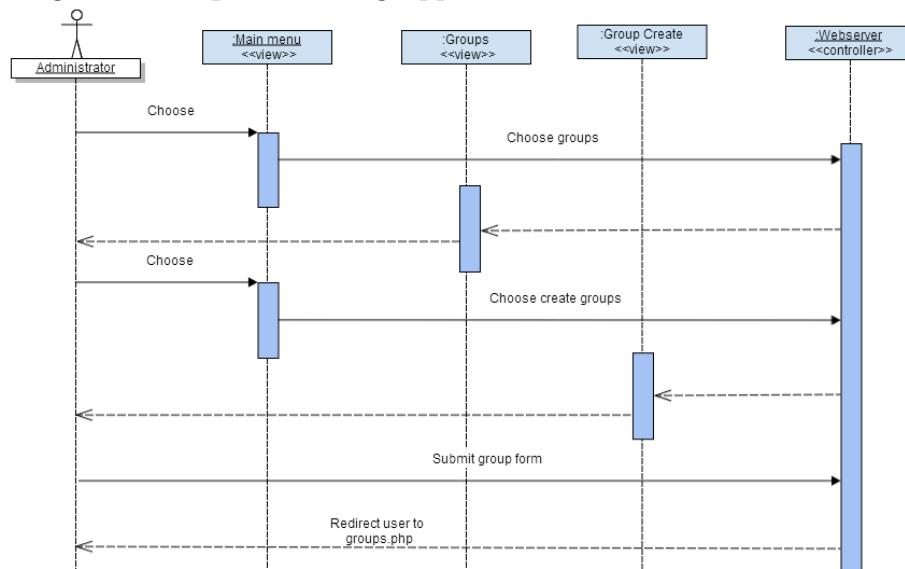 :Main menu
<<view>>
:Groups
<<view>>
:Group Create
<<view>>
:Webserver
<<controller>>
Administrator
Choose
Choose groups
Choose
Choose create groups
Submit group form
Redirect user to
groups.php